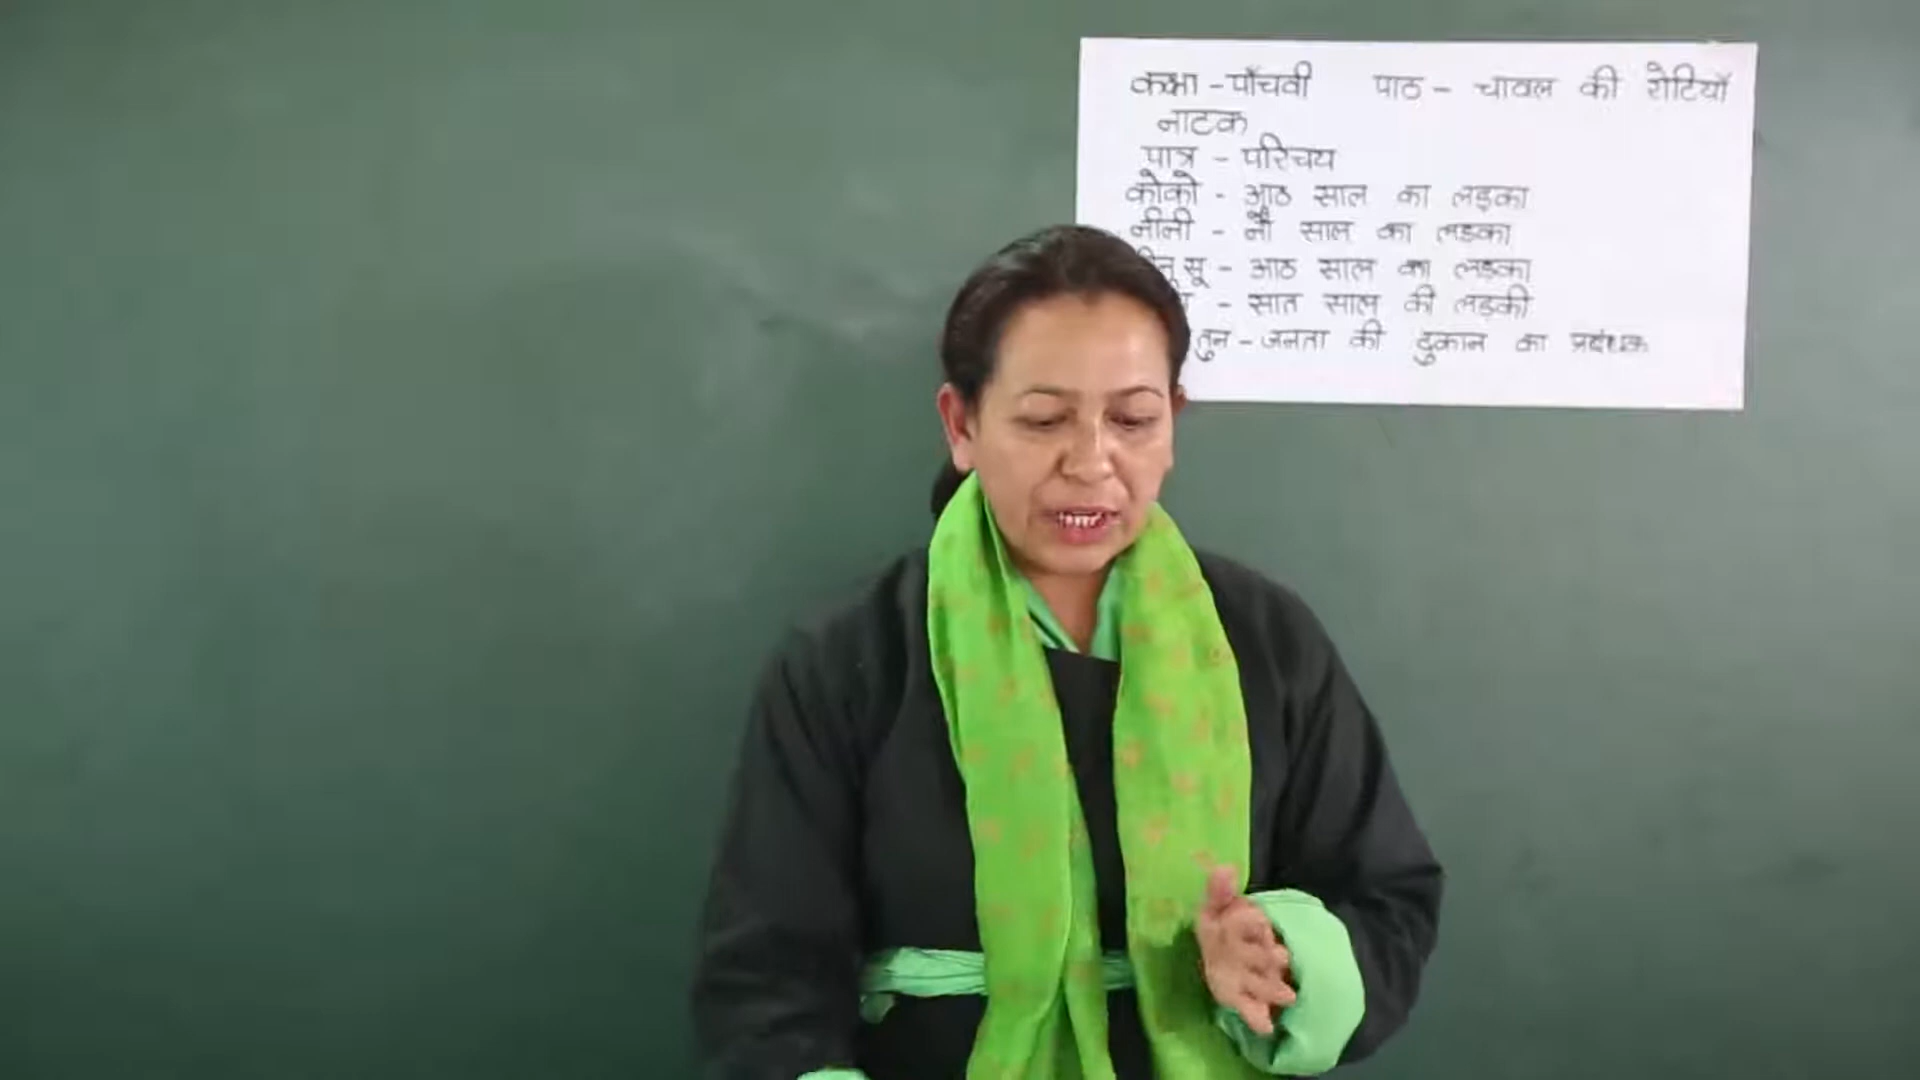 कक्षा - पाँचवी पाठ - चावल की रोटियाँ
नाटक
पात्र - परिचय
कोको - आठ साल का लड़का
नीनी - नौ साल का लड़का
सू - आठ साल का लड़का
- सात साल की लड़की
तुन - जनता की दुकान का प्रबंधक